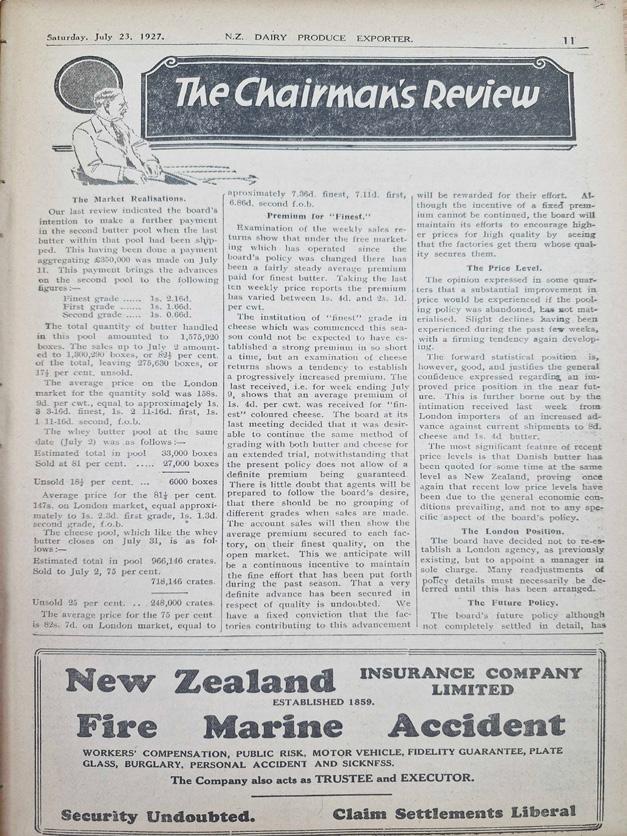 Saturday, July 23, 1927.
N.Z. DAIRY PRODUCE EXPORTER.
11
The Chairman's Review
The Market Realisations.
Our last review indicated the board's
intention to make a further payment
in the second butter pool when the last
butter within that pool had been ship-
ped. This having been done a payment
aggregating £350,000 was made on July
11. This payment brings the advances
on the second pool to the following
figures:—
Finest grade ...... 1s. 2.16d.
First grade ....... 1s. 1.66d.
Second grade ..... 1s. 0.66d.
The total quantity of butter handled
in this pool amounted to 1,575,920
boxes. The sales up to July 2 amount-
ed to 1,300,290 boxes, or 82½ per cent.
of the total, leaving 275,630 boxes, or
17½ per cent. unsold.
The average price on the London
market for the quantity sold was 158s.
9d. per cwt., equal to approximately 1s.
3 3-16d. finest, 1s. 2 11-16d. first, 1s.
1 11-16d. second, f.o.b.
The whey butter pool at the same
date (July 2) was as follows:—
Estimated total in pool 33,000 boxes
Sold at 81 per cent. ..... 27,000 boxes
Unsold 18½ per cent. ... 6000 boxes
Average price for the 81½ per cent.
147s. on London market, equal approxi-
mately to 1s. 2.3d. first grade, 1s. 1.3d.
second grade, f.o.b.
The cheese pool, which like the whey
butter closes on July 31, is as fol-
lows:—
Estimated total in pool 966,146 crates.
Sold to July 2, 75 per cent.
718,146 crates.
Unsold 25 per cent. .. 248,000 crates.
The average price for the 75 per cent
is 82s. 7d. on London market, equal to
aproximately 7.36d. finest, 7.11d. first,
6.86d. second f.o.b.
Premium for "Finest."
Examination of the weekly sales re-
turns show that under the free market-
ing which has operated since the
board's policy was changed there has
been a fairly steady average premium
paid for finest butter. Taking the last
ten weekly price reports the premium
has varied between 1s. 4d. and 2s. 1d.
per cwt.
The institution of "finest" grade in
cheese which was commenced this sea-
son could not be expected to have es-
tablished a strong premium in so short
a time, but an examination of cheese
returns shows a tendency to establish
a progressively increased premium. The
last received, i.e. for week ending July
9, shows that an average premium of
1s. 4d. per cwt. was received for "fin-
est" coloured cheese. The board at its
last meeting decided that it was desir-
able to continue the same method of
grading with both butter and cheese for
an extended trial, notwithstanding that
the present policy does not allow of a
definite premium being guaranteed.
There is little doubt that agents will be
prepared to follow the board's desire,
that there should be no grouping of
different grades when sales are made.
The account sales will then show the
average premium secured to each fac-
tory, on their finest quality, on the
open market. This we anticipate will
be a continuous incentive to maintain
the fine effort that has been put forth
during the past season. That a very
definite advance has been secured in
respect of quality is undoubted. We
have a fixed conviction that the fac-
tories contributing to this advancement
will be rewarded for their effort. Al-
though the incentive of a fixed prem-
ium cannot be continued, the board will
maintain its efforts to encourage high-
er prices for high quality by seeing
that the factories get them whose qual-
ity secures them.
The Price Level.
The opinion expressed in some quar-
ters that a substantial improvement in
price would be experienced if the pool-
ing policy was abandoned, has not mat-
erialised. Slight declines having been
experienced during the past few weeks,
with a firming tendency again develop-
ing.
The forward statistical position is,
however, good, and justifies the general
confidence expressed regarding an im-
proved price position in the near fut-
ure. This is further borne out by the
intimation received last week from
London importers of an increased ad-
vance against current shipments to 8d.
cheese and 1s. 4d butter.
The most significant feature of recent
price levels is that Danish butter has
been quoted for some time at the same
level as New Zealand, proving once
again that recent low price levels have
been due to the general economic con-
ditions prevailing, and not to any spe-
cific aspect of the board's policy.
The London Position.
The board have decided not to re-es-
tablish a London agency, as previously
existing, but to appoint a manager in
sole charge. Many readjustments of
policy details must necessarily be de-
ferred until this has been arranged.
The Future Policy.
The board's future policy although
not completely settled in detail, has
New Zealand INSURANCE COMPANY
LIMITED
ESTABLISHED 1859.
Fire Marine Accident
WORKERS' COMPENSATION, PUBLIC RISK, MOTOR VEHICLE, FIDELITY GUARANTEE, PLATE
GLASS, BURGLARY, PERSONAL ACCIDENT AND SICKNESS.
The Company also acts as TRUSTEE and EXECUTOR.
Security Undoubted. Claim Settlements Liberal